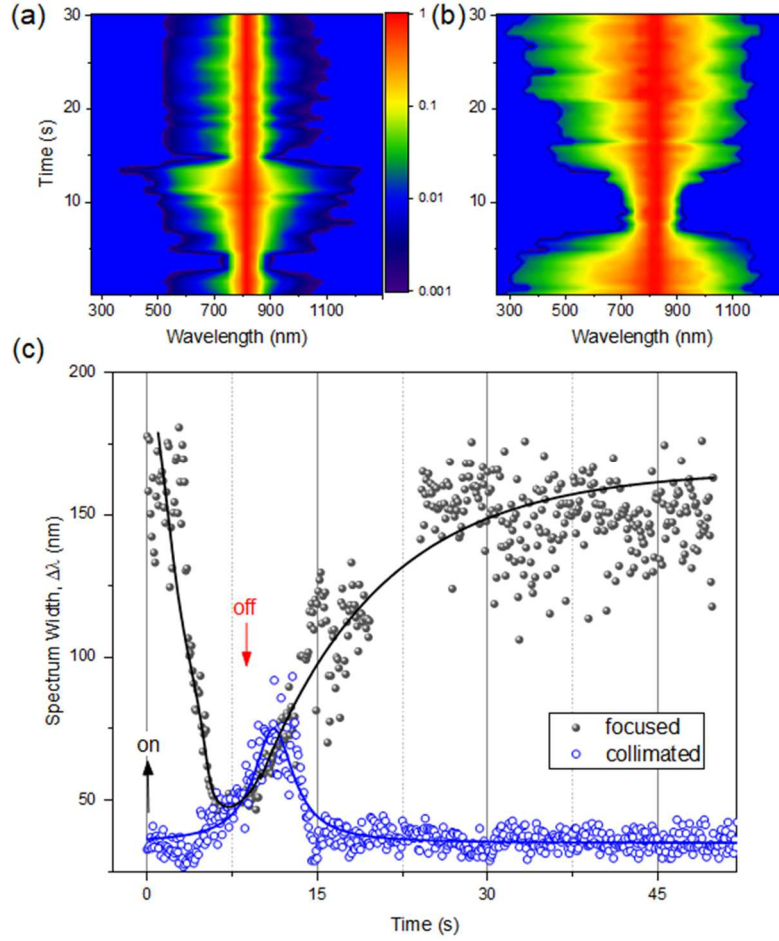 (a)
(b)
30
20
10
Time (s)
1
0.1
0.01
0.001
30
20
10
300 500 700 900 1100
Wavelength (nm)
300 500 700 900 1100
Wavelength (nm)
(c)
200
150
100
50
Spectrum Width, Δλ (nm)
off
on
focused
collimated
0 15 30 45
Time (s)